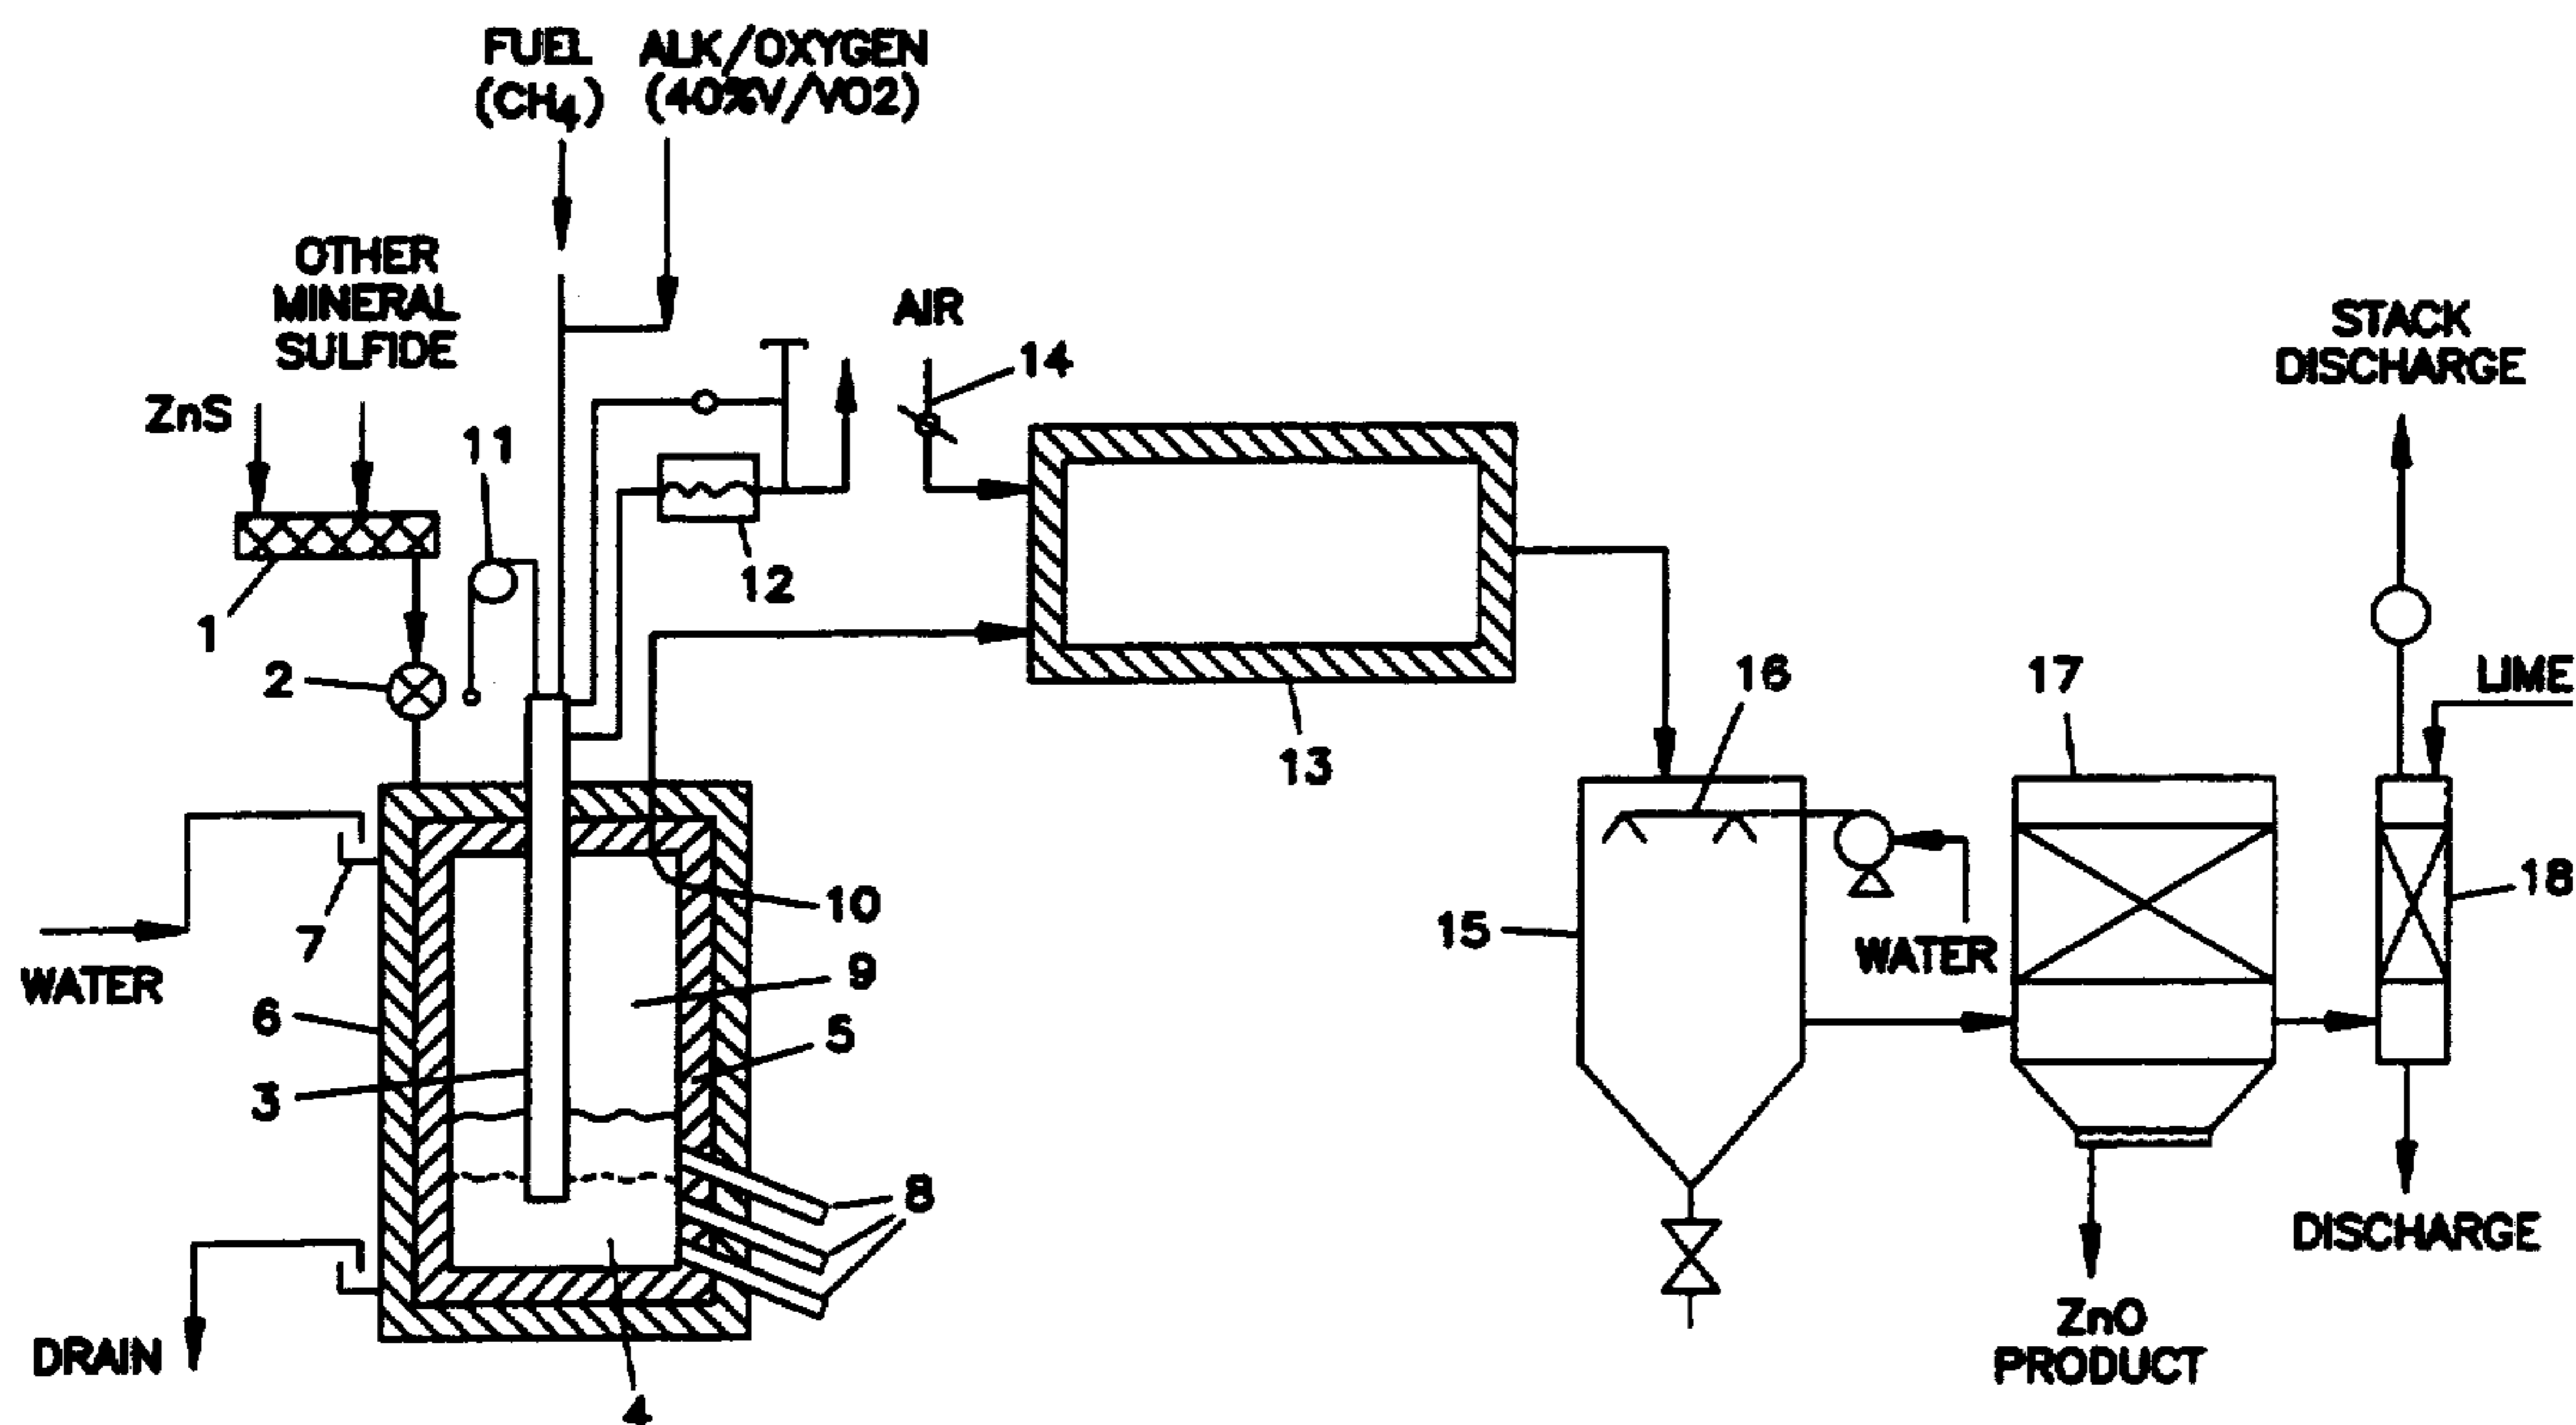 FUEL
(CH4)
ALK/OXYGEN
(40%V/VO2)
OTHER
MINERAL
SULFIDE
ZnS
AIR
14
11
12
1
2
13
STACK
DISCHARGE
LIME
16
17
18
15
WATER
WATER
7
10
9
6
5
3
8
4
DRAIN
DISCHARGE
ZnO
PRODUCT